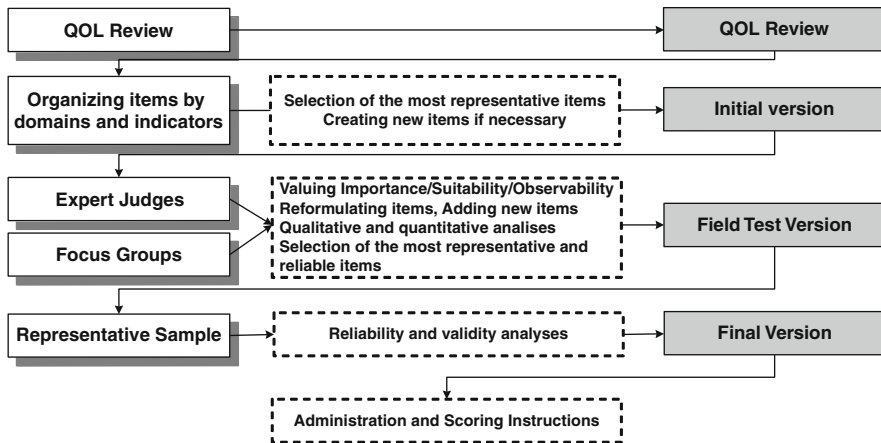 QOL Review
QOL Review
Organizing items by
domains and indicators
Selection of the most representative items
Creating new items if necessary
Initial version
Expert Judges
Focus Groups
Valuing Importance/Suitability/Observability
Reformulating items, Adding new items
Qualitative and quantitative analises
Selection of the most representative and
reliable items
Field Test Version
Representative Sample
Reliability and validity analyses
Final Version
Administration and Scoring Instructions